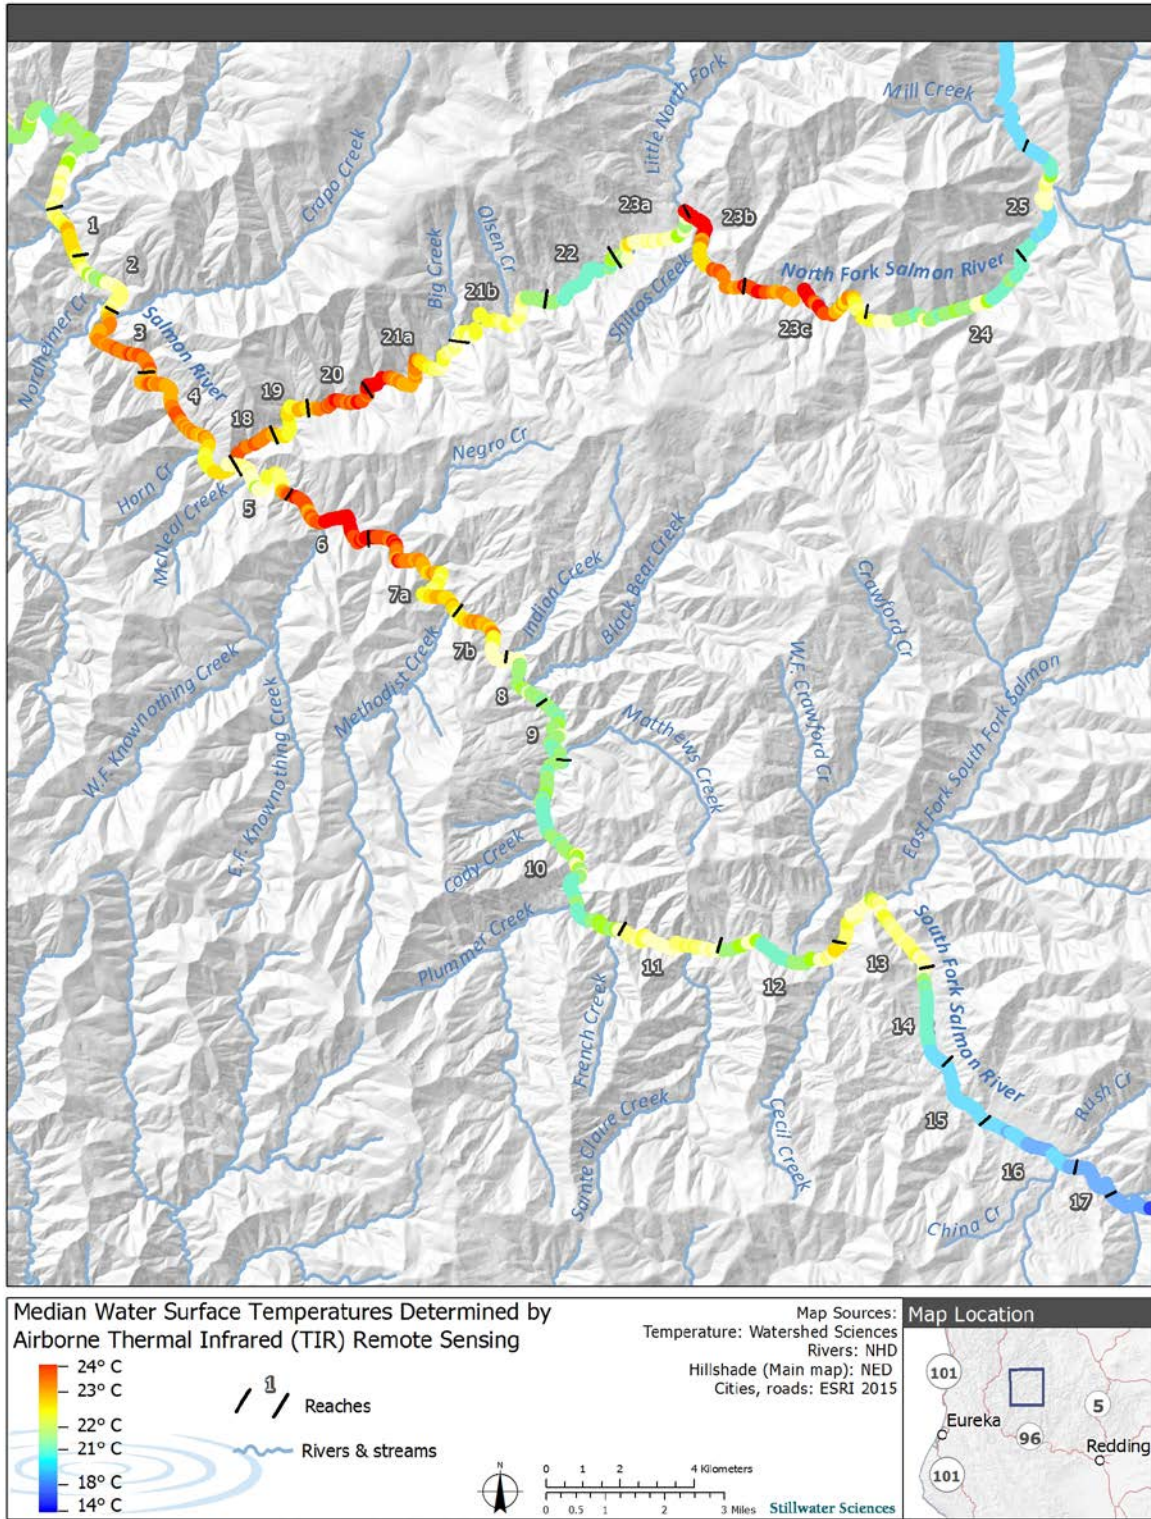 Little North Fork
Mill Creek
Crapo Creek
23a
23b
25
1
Olsen Cr
22
2
Big Creek
North Fork Salmon River
Shiltos Creek
21b
Nordheimer Cr
3
Salmon River
21a
23c
24
20
4
19
18
Negro Cr
Horn Cr
5
McNeal Creek
6
Indian Creek
Black Bear Creek
7a
Crawford Cr
7b
Methodist Creek
W.F. Crawford Cr
East Fork South Fork Salmon
8
W.F. Knownothing Creek
E.F. Knownothing Creek
9
Matthews Creek
Cody Creek
10
Plummer Creek
South Fork Salmon River
11
12
13
14
French Creek
Sainte Claire Creek
Cecil Creek
15
Rush Cr
16
17
China Cr
Median Water Surface Temperatures Determined by
Airborne Thermal Infrared (TIR) Remote Sensing
24° C
23° C
22° C
21° C
18° C
14° C
1
Reaches
Rivers & streams
Map Sources:
Temperature: Watershed Sciences
Rivers: NHD
Hillshade (Main map): NED
Cities, roads: ESRI 2015
N
0 1 2 4 Kilometers
0 0.5 1 2 3 Miles
Stillwater Sciences
Map Location
101
5
Eureka
96
Redding
101